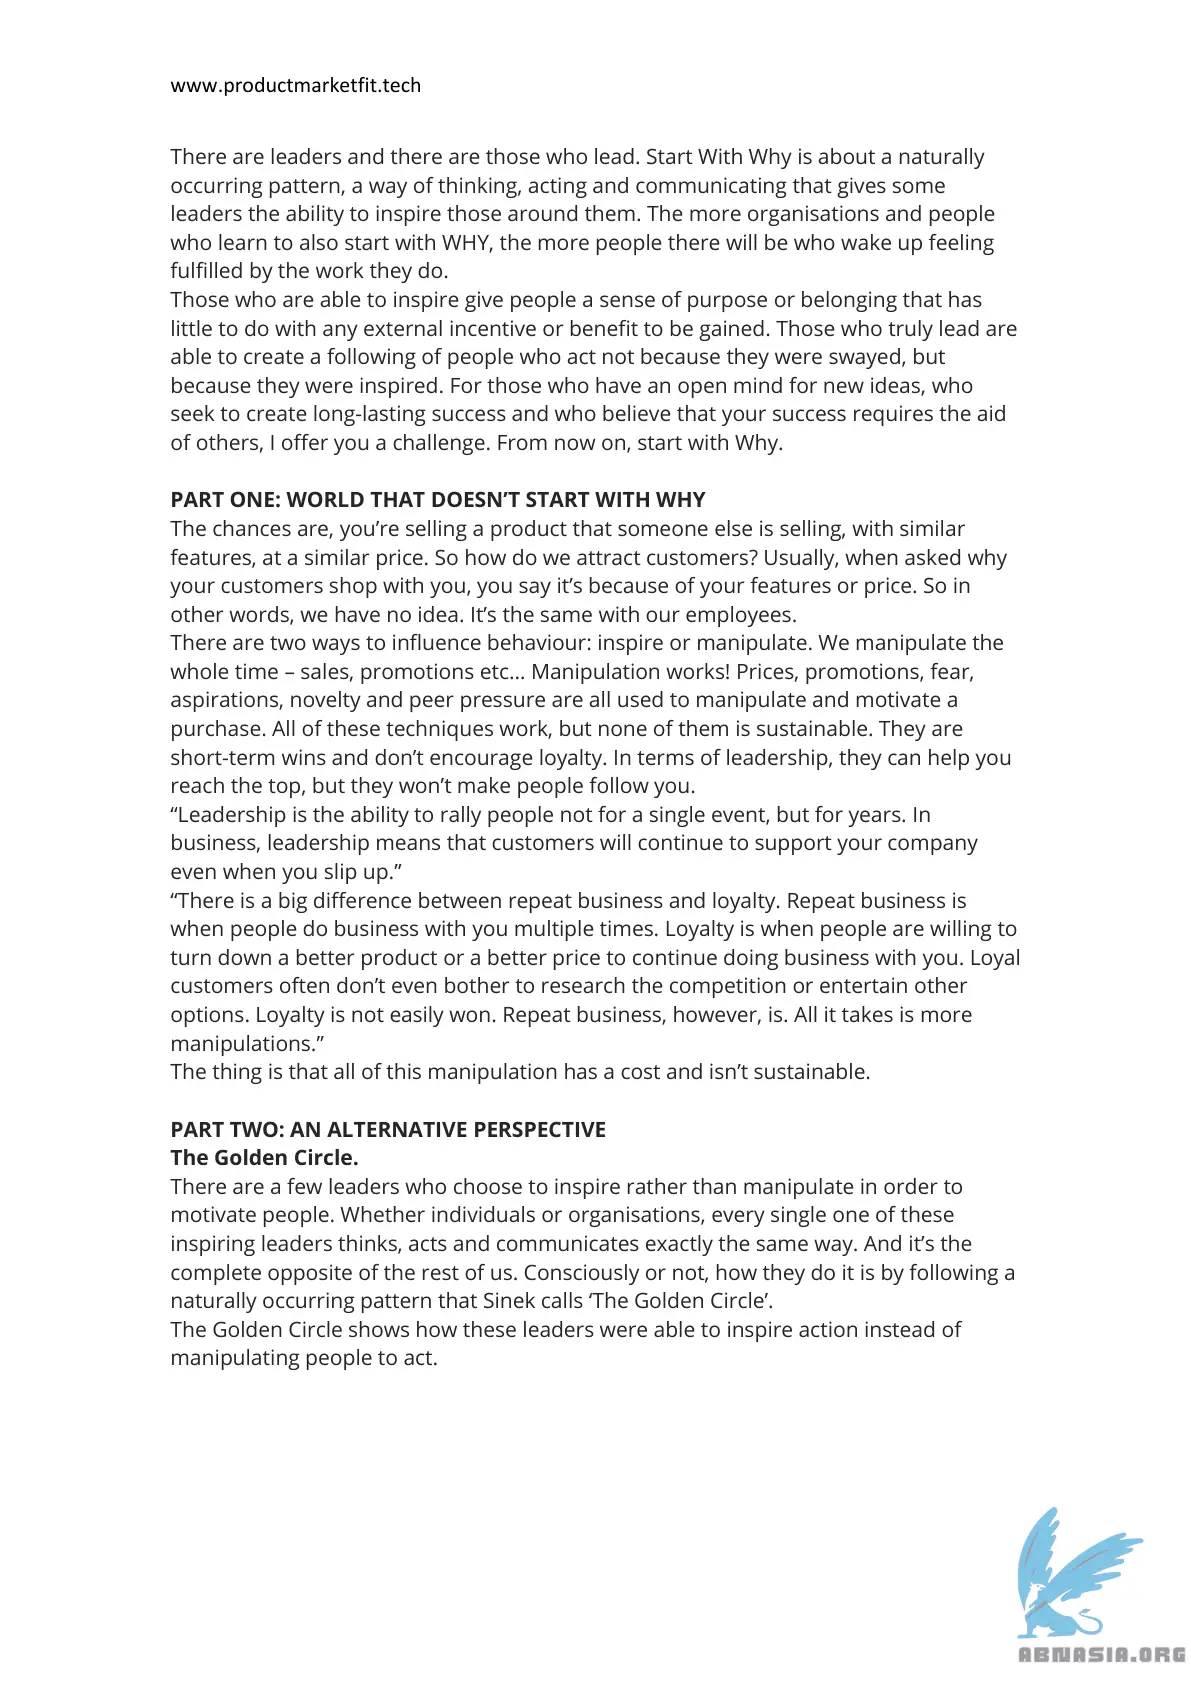 www.productmarketfit.tech
There are leaders and there are those who lead. Start With Why is about a naturally
occurring pattern, a way of thinking, acting and communicating that gives some
leaders the ability to inspire those around them. The more organisations and people
who learn to also start with WHY, the more people there will be who wake up feeling
fulfilled by the work they do.
Those who are able to inspire give people a sense of purpose or belonging that has
little to do with any external incentive or benefit to be gained. Those who truly lead are
able to create a following of people who act not because they were swayed, but
because they were inspired. For those who have an open mind for new ideas, who
seek to create long-lasting success and who believe that your success requires the aid
of others, I offer you a challenge. From now on, start with Why.
PART ONE: WORLD THAT DOESN’T START WITH WHY
The chances are, you’re selling a product that someone else is selling, with similar
features, at a similar price. So how do we attract customers? Usually, when asked why
your customers shop with you, you say it’s because of your features or price. So in
other words, we have no idea. It’s the same with our employees.
There are two ways to influence behaviour: inspire or manipulate. We manipulate the
whole time – sales, promotions etc… Manipulation works! Prices, promotions, fear,
aspirations, novelty and peer pressure are all used to manipulate and motivate a
purchase. All of these techniques work, but none of them is sustainable. They are
short-term wins and don’t encourage loyalty. In terms of leadership, they can help you
reach the top, but they won’t make people follow you.
“Leadership is the ability to rally people not for a single event, but for years. In
business, leadership means that customers will continue to support your company
even when you slip up.”
“There is a big difference between repeat business and loyalty. Repeat business is
when people do business with you multiple times. Loyalty is when people are willing to
turn down a better product or a better price to continue doing business with you. Loyal
customers often don’t even bother to research the competition or entertain other
options. Loyalty is not easily won. Repeat business, however, is. All it takes is more
manipulations.”
The thing is that all of this manipulation has a cost and isn’t sustainable.
PART TWO: AN ALTERNATIVE PERSPECTIVE
The Golden Circle.
There are a few leaders who choose to inspire rather than manipulate in order to
motivate people. Whether individuals or organisations, every single one of these
inspiring leaders thinks, acts and communicates exactly the same way. And it’s the
complete opposite of the rest of us. Consciously or not, how they do it is by following a
naturally occurring pattern that Sinek calls ‘The Golden Circle’.
The Golden Circle shows how these leaders were able to inspire action instead of
manipulating people to act.
ABNASIA.ORG